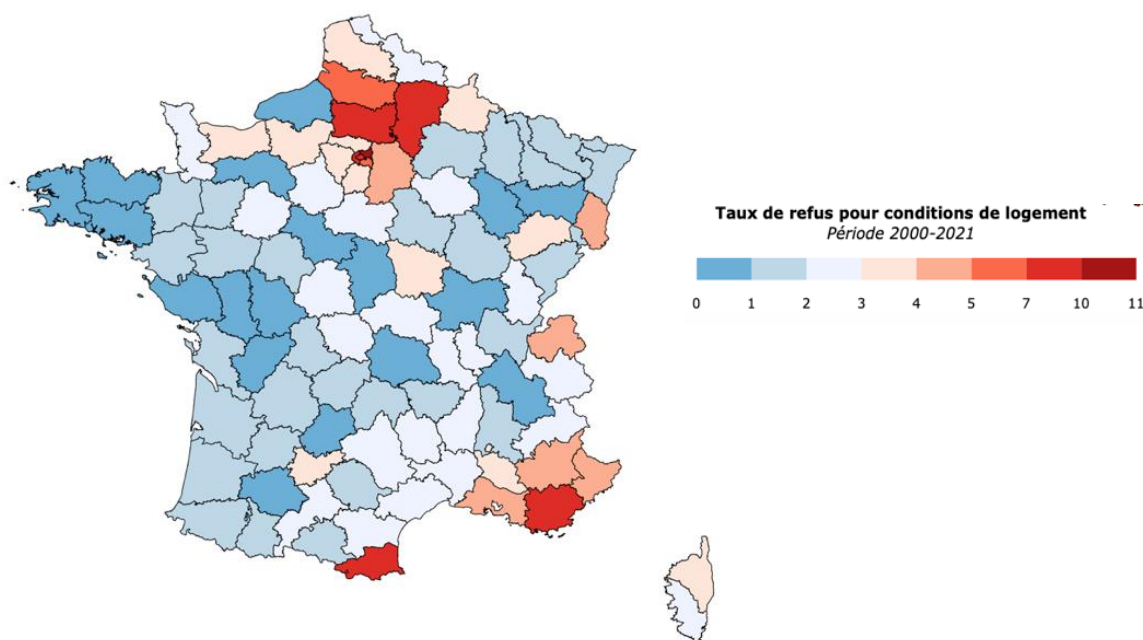 Taux de refus pour conditions de logement
Période 2000-2021
0 1 2 3 4 5 7 10 11